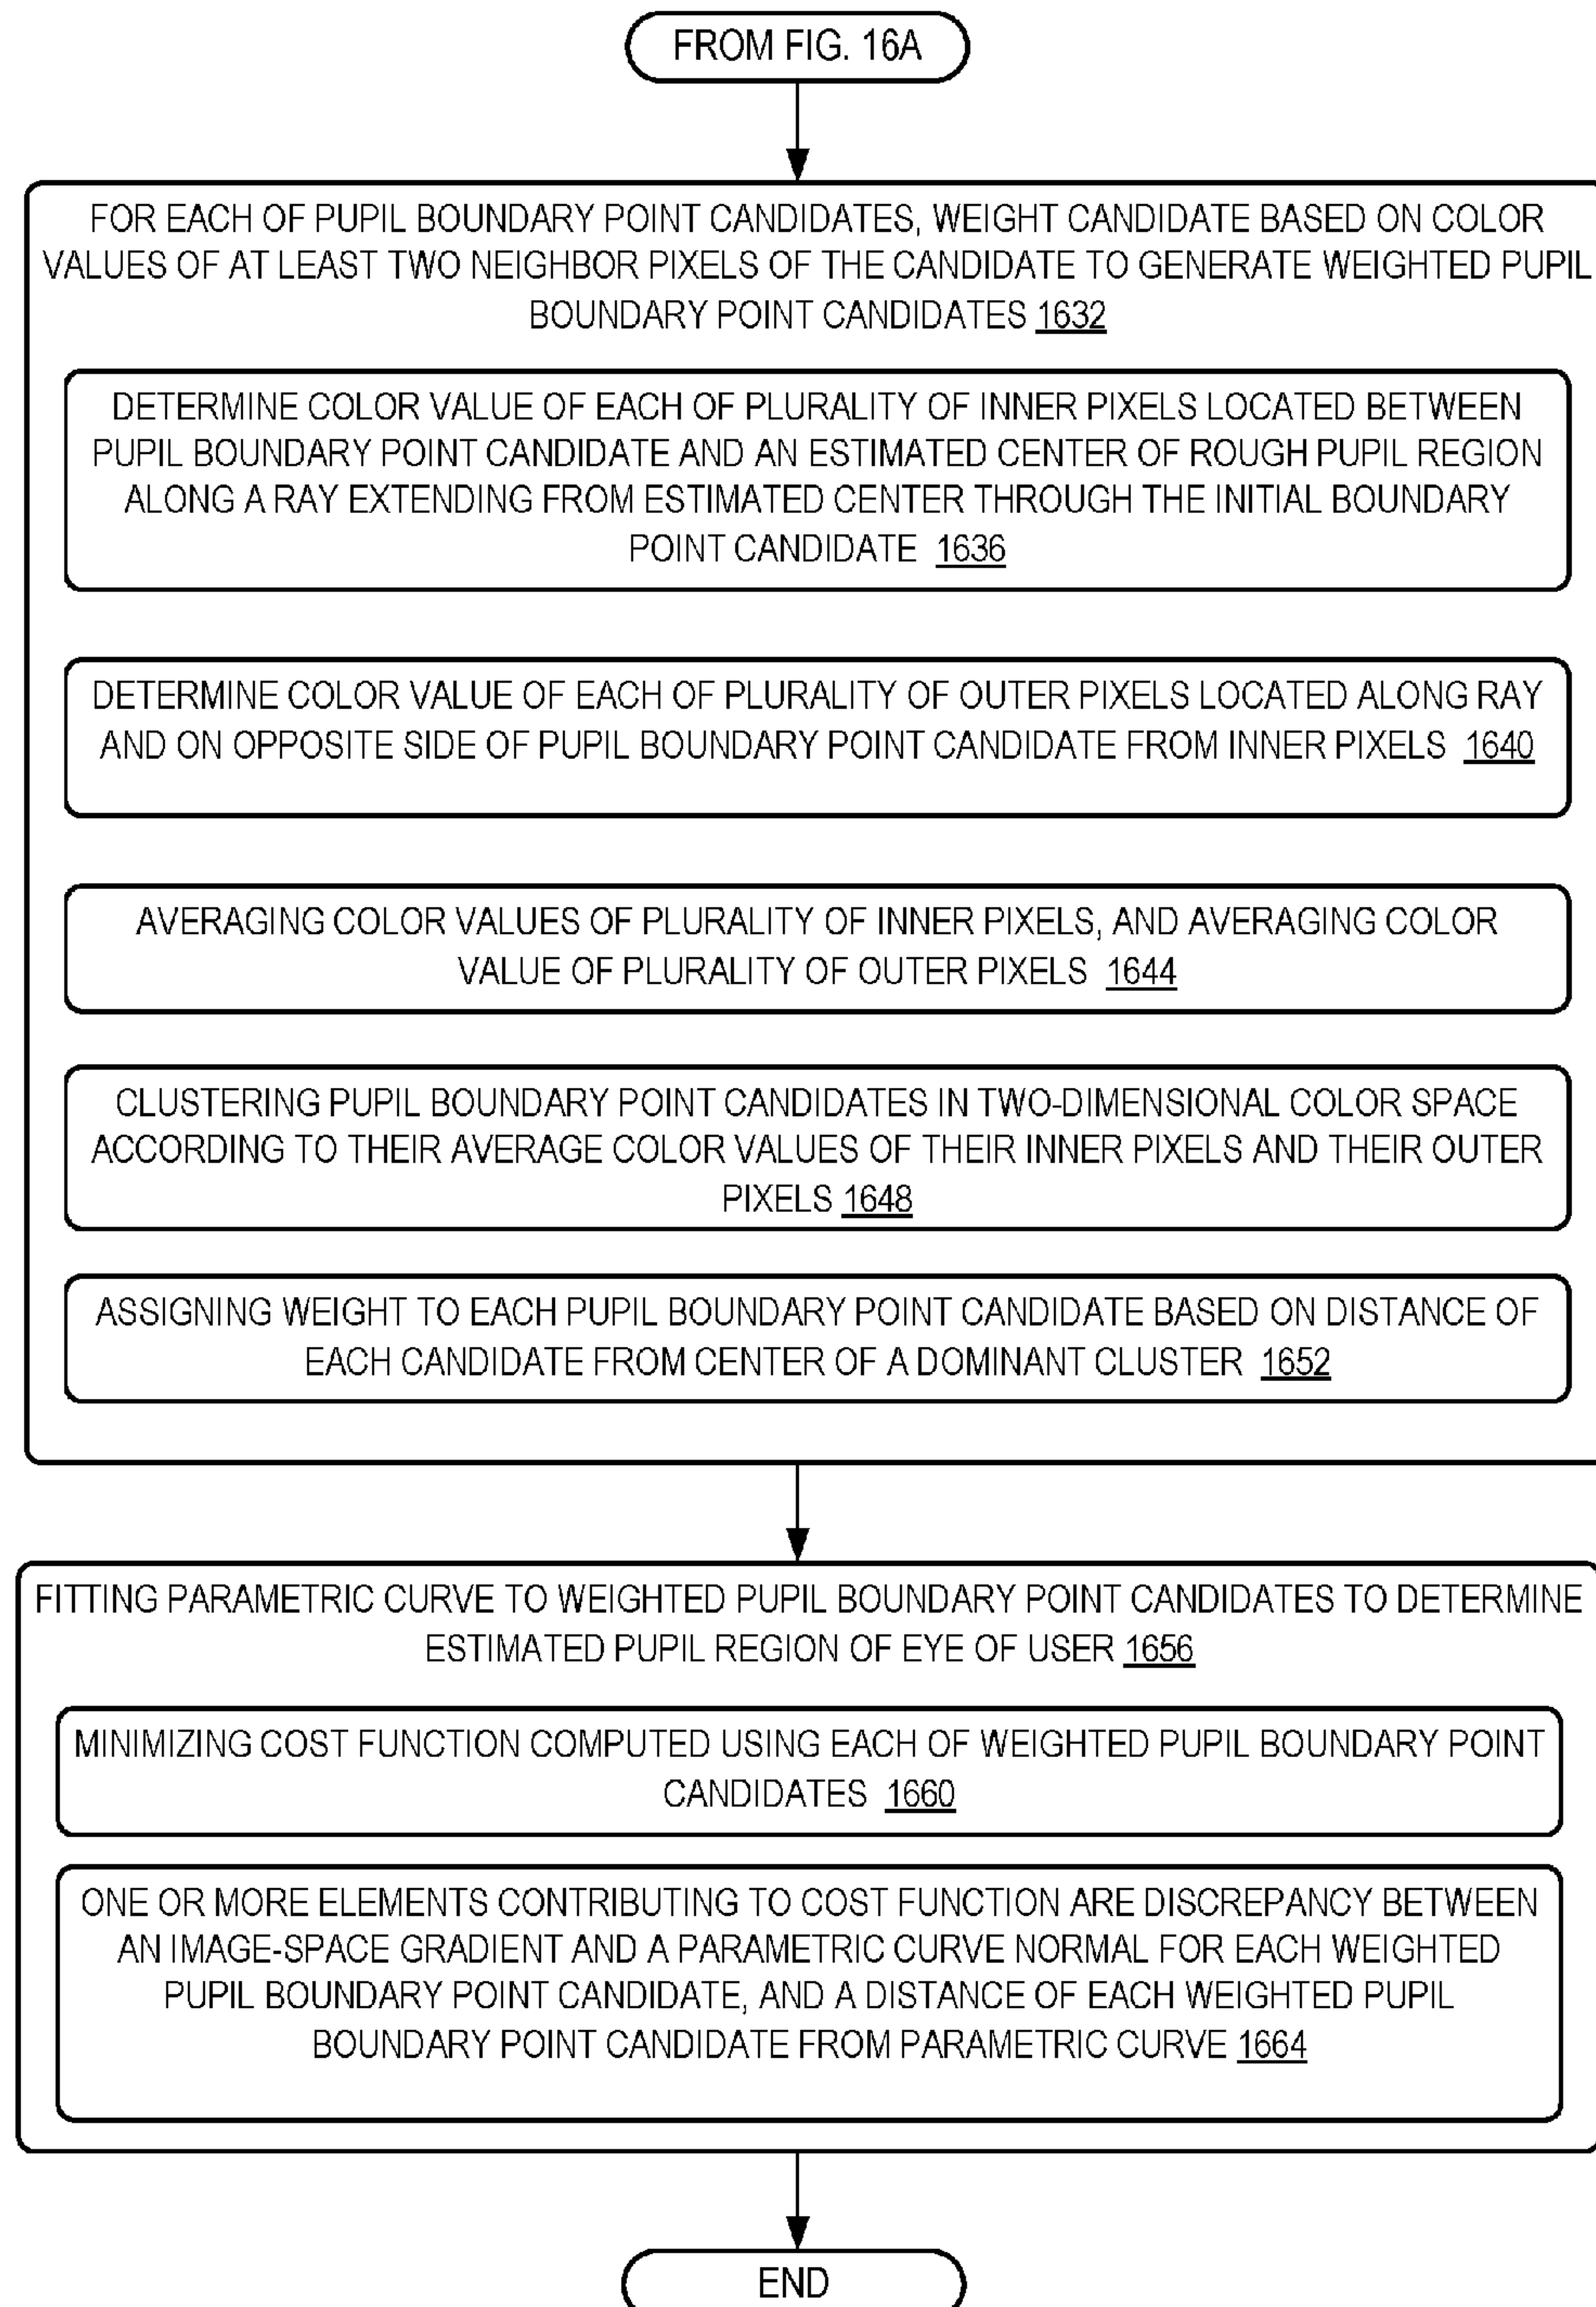 FROM FIG. 16A
FOR EACH OF PUPIL BOUNDARY POINT CANDIDATES, WEIGHT CANDIDATE BASED ON COLOR
VALUES OF AT LEAST TWO NEIGHBOR PIXELS OF THE CANDIDATE TO GENERATE WEIGHTED PUPIL
BOUNDARY POINT CANDIDATES 1632
DETERMINE COLOR VALUE OF EACH OF PLURALITY OF INNER PIXELS LOCATED BETWEEN
PUPIL BOUNDARY POINT CANDIDATE AND AN ESTIMATED CENTER OF ROUGH PUPIL REGION
ALONG A RAY EXTENDING FROM ESTIMATED CENTER THROUGH THE INITIAL BOUNDARY
POINT CANDIDATE 1636
DETERMINE COLOR VALUE OF EACH OF PLURALITY OF OUTER PIXELS LOCATED ALONG RAY
AND ON OPPOSITE SIDE OF PUPIL BOUNDARY POINT CANDIDATE FROM INNER PIXELS 1640
AVERAGING COLOR VALUES OF PLURALITY OF INNER PIXELS, AND AVERAGING COLOR
VALUE OF PLURALITY OF OUTER PIXELS 1644
CLUSTERING PUPIL BOUNDARY POINT CANDIDATES IN TWO-DIMENSIONAL COLOR SPACE
ACCORDING TO THEIR AVERAGE COLOR VALUES OF THEIR INNER PIXELS AND THEIR OUTER
PIXELS 1648
ASSIGNING WEIGHT TO EACH PUPIL BOUNDARY POINT CANDIDATE BASED ON DISTANCE OF
EACH CANDIDATE FROM CENTER OF A DOMINANT CLUSTER 1652
FITTING PARAMETRIC CURVE TO WEIGHTED PUPIL BOUNDARY POINT CANDIDATES TO DETERMINE
ESTIMATED PUPIL REGION OF EYE OF USER 1656
MINIMIZING COST FUNCTION COMPUTED USING EACH OF WEIGHTED PUPIL BOUNDARY POINT
CANDIDATES 1660
ONE OR MORE ELEMENTS CONTRIBUTING TO COST FUNCTION ARE DISCREPANCY BETWEEN
AN IMAGE-SPACE GRADIENT AND A PARAMETRIC CURVE NORMAL FOR EACH WEIGHTED
PUPIL BOUNDARY POINT CANDIDATE, AND A DISTANCE OF EACH WEIGHTED PUPIL
BOUNDARY POINT CANDIDATE FROM PARAMETRIC CURVE 1664
END